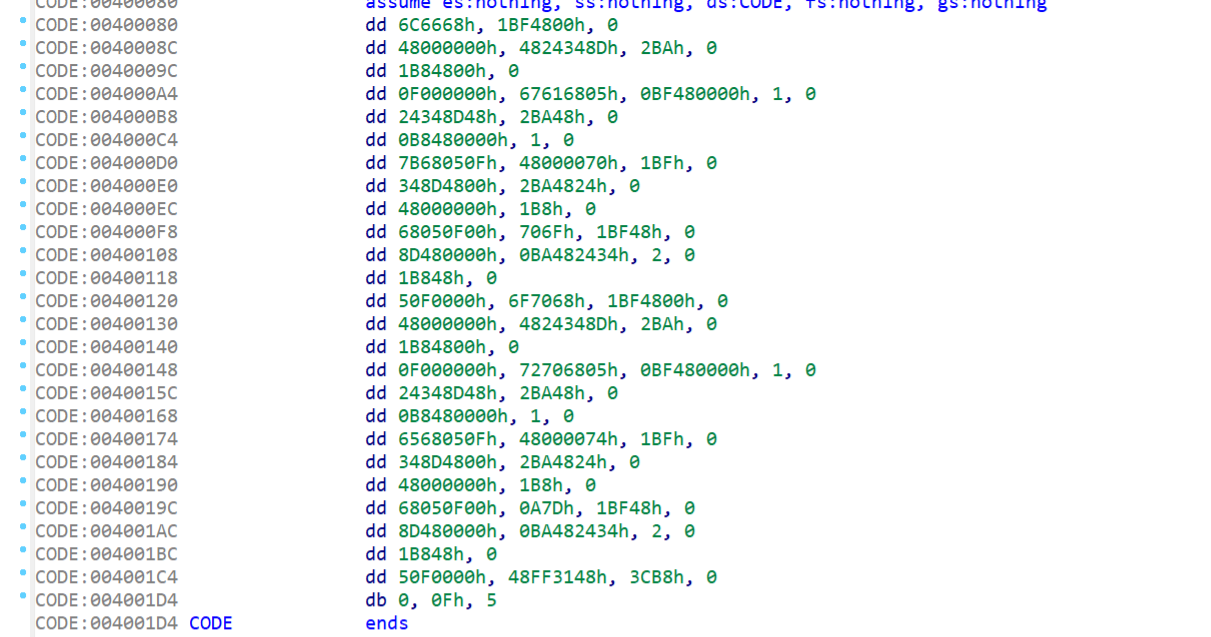 CODE:00400080 assume es:nothing, ss:nothing, ds:CODE, fs:nothing, gs:nothing
CODE:00400080 dd 6C6668h, 1BF4800h, 0
CODE:0040008C dd 48000000h, 4824348Dh, 2BAh, 0
CODE:0040009C dd 1B84800h, 0
CODE:004000A4 dd 0F000000h, 67616805h, 0BF480000h, 1, 0
CODE:004000B8 dd 24348D48h, 2BA48h, 0
CODE:004000C4 dd 0B8480000h, 1, 0
CODE:004000D0 dd 7B68050Fh, 48000070h, 1BFh, 0
CODE:004000E0 dd 348D4800h, 2BA4824h, 0
CODE:004000EC dd 48000000h, 1B8h, 0
CODE:004000F8 dd 68050F00h, 706Fh, 1BF48h, 0
CODE:00400108 dd 8D480000h, 0BA482434h, 2, 0
CODE:00400118 dd 1B848h, 0
CODE:00400120 dd 50F0000h, 6F7068h, 1BF4800h, 0
CODE:00400130 dd 48000000h, 4824348Dh, 2BAh, 0
CODE:00400140 dd 1B84800h, 0
CODE:00400148 dd 0F000000h, 72706805h, 0BF480000h, 1, 0
CODE:0040015C dd 24348D48h, 2BA48h, 0
CODE:00400168 dd 0B8480000h, 1, 0
CODE:00400174 dd 6568050Fh, 48000074h, 1BFh, 0
CODE:00400184 dd 348D4800h, 2BA4824h, 0
CODE:00400190 dd 48000000h, 1B8h, 0
CODE:0040019C dd 68050F00h, 0A7Dh, 1BF48h, 0
CODE:004001AC dd 8D480000h, 0BA482434h, 2, 0
CODE:004001BC dd 1B848h, 0
CODE:004001C4 dd 50F0000h, 48FF3148h, 3CB8h, 0
CODE:004001D4 db 0, 0Fh, 5
CODE:004001D4 CODE ends